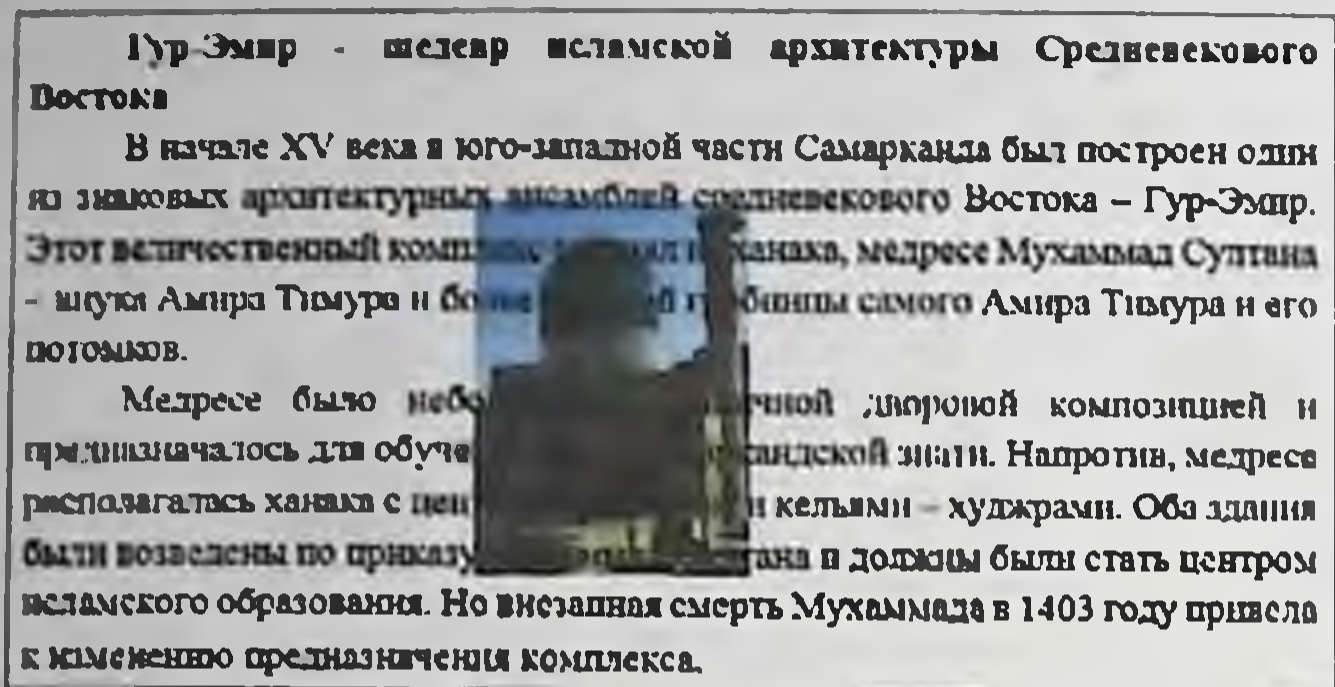 Гур-Эмир - шедевр исламской архитектуры Средневекового
Востока
В начале XV века в юго-западной части Самарканда был построен один
из знаковых архитектурных ансамблей средневекового Востока – Гур-Эмир.
Этот величественный комплекс ханака, медресе Мухаммад Султана
- внука Амира Тимура и более гробницы самого Амира Тимура и его
потомков.
Медресе было дворовой композицией и
предназначалось для знати. Напротив, медресе
располагалась ханака с и кельями – худжрами. Оба здания
были возведены по приказу и должны были стать центром
исламского образования. Но внезапная смерть Мухаммада в 1403 году привела
к изменению предназначения комплекса.